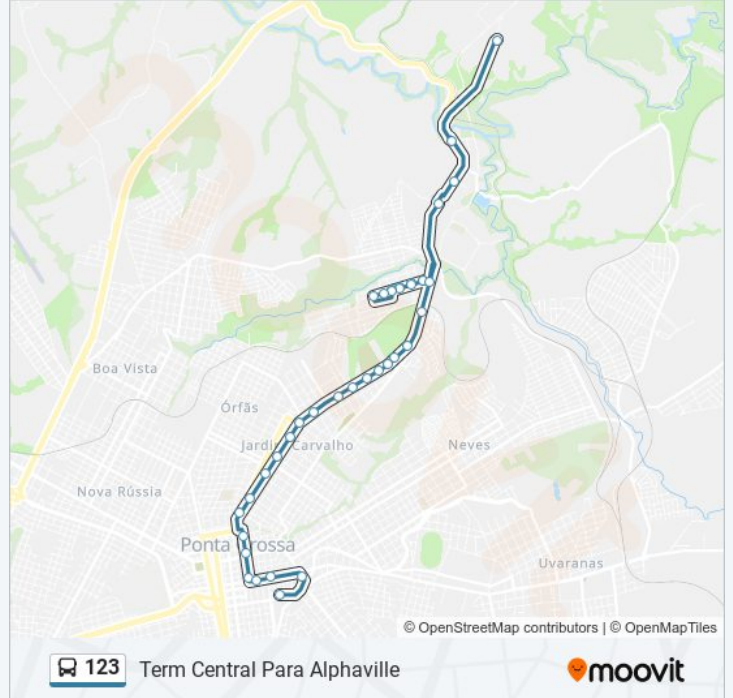 Boa Vista
Órfãs
Jardim Carvalho
Neves
Nova Rússia
Ponta Grossa
Uvaranas
© OpenStreetMap contributors | © OpenMapTiles
123 Term Central Para Alphaville
moovit